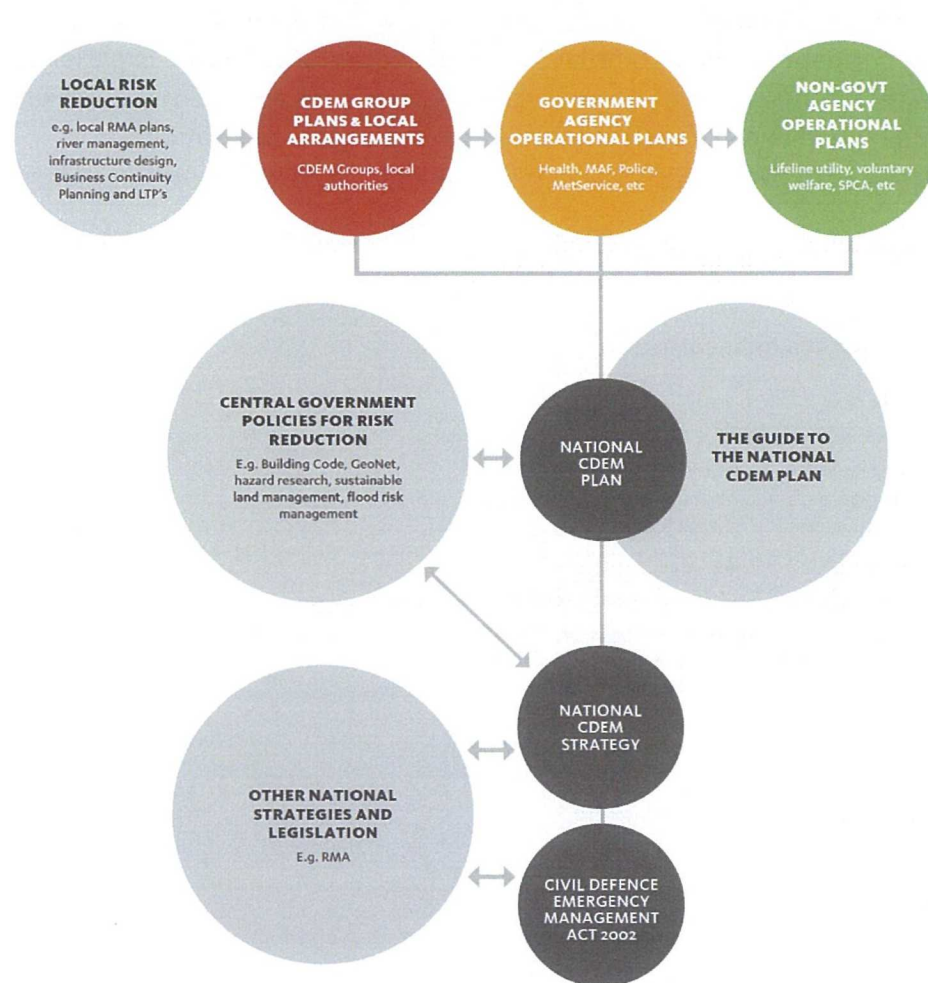 LOCAL RISK
REDUCTION
e.g. local RMA plans,
river management,
infrastructure design,
Business Continuity
Planning and LTP's
CDEM GROUP
PLANS & LOCAL
ARRANGEMENTS
CDEM Groups, local
authorities
GOVERNMENT
AGENCY
OPERATIONAL PLANS
Health, MAF, Police,
MetService, etc
NON-GOVT
AGENCY
OPERATIONAL
PLANS
Lifeline utility, voluntary
welfare, SPCA, etc
CENTRAL GOVERNMENT
POLICIES FOR RISK
REDUCTION
E.g. Building Code, GeoNet,
hazard research, sustainable
land management, flood risk
management
NATIONAL
CDEM
PLAN
THE GUIDE TO
THE NATIONAL
CDEM PLAN
NATIONAL
CDEM
STRATEGY
OTHER NATIONAL
STRATEGIES AND
LEGISLATION
E.g. RMA
CIVIL DEFENCE
EMERGENCY
MANAGEMENT
ACT 2002